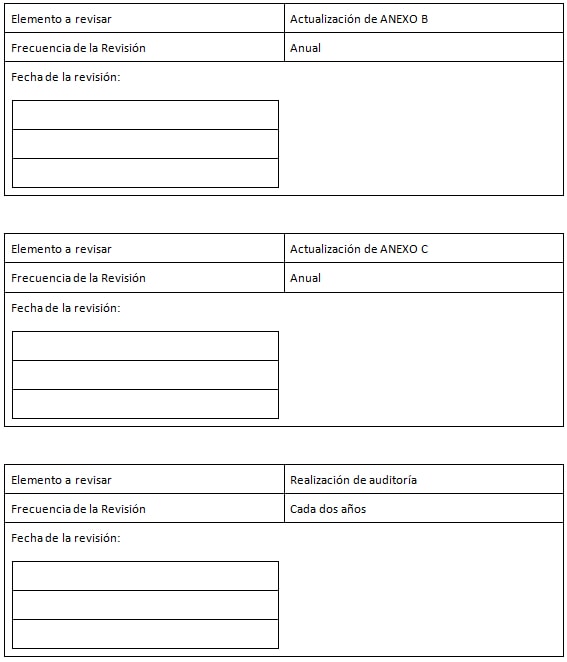 Elemento a revisar
Actualización de ANEXO B
Frecuencia de la Revisión
Anual
Fecha de la revisión:
Elemento a revisar
Actualización de ANEXO C
Frecuencia de la Revisión
Anual
Fecha de la revisión:
Elemento a revisar
Realización de auditoría
Frecuencia de la Revisión
Cada dos años
Fecha de la revisión: